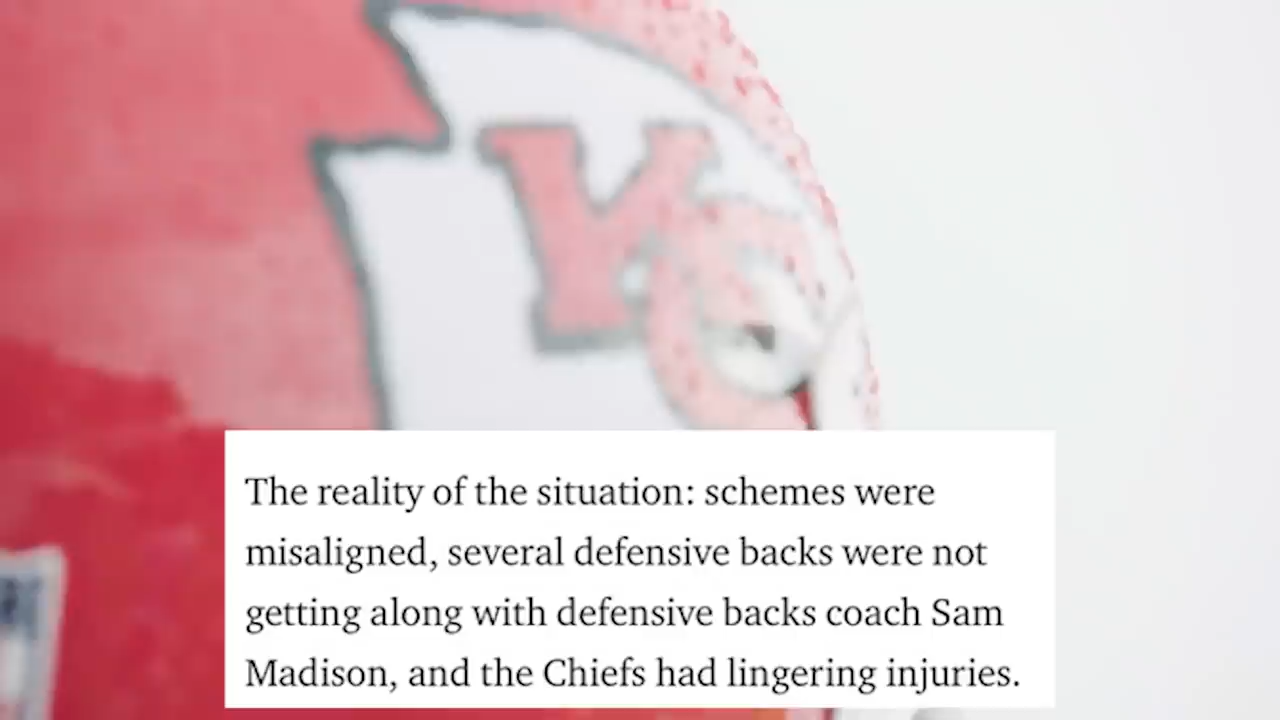 KC
The reality of the situation: schemes were
misaligned, several defensive backs were not
getting along with defensive backs coach Sam
Madison, and the Chiefs had lingering injuries.